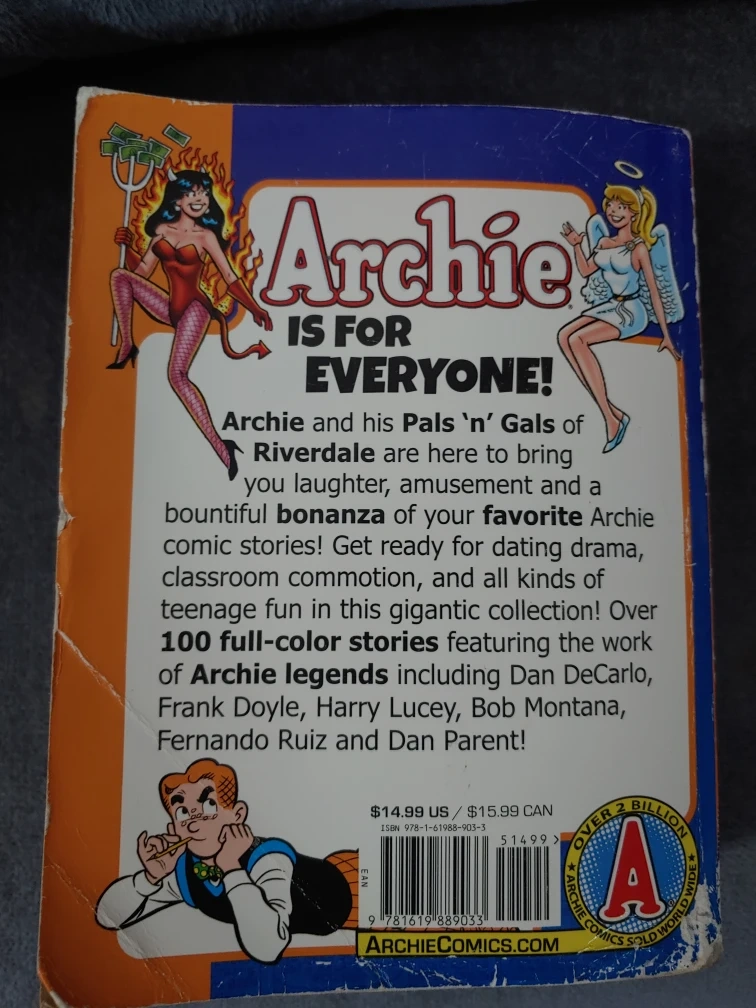 Archie
IS FOR
EVERYONE!
Archie and his Pals 'n' Gals of
Riverdale are here to bring
you laughter, amusement and a
bountiful bonanza of your favorite Archie
comic stories! Get ready for dating drama,
classroom commotion, and all kinds of
teenage fun in this gigantic collection! Over
100 full-color stories featuring the work
of Archie legends including Dan DeCarlo,
Frank Doyle, Harry Lucey, Bob Montana,
Fernando Ruiz and Dan Parent!
$14.99 US / $15.99 CAN
ISBN 978-1-61988-903-3
51499>
EAN
9 781619 889033
ARCHIECOMICS.COM
OVER 2 BILLION
A
★ ARCHIE COMICS SOLD WORLD WIDE ★